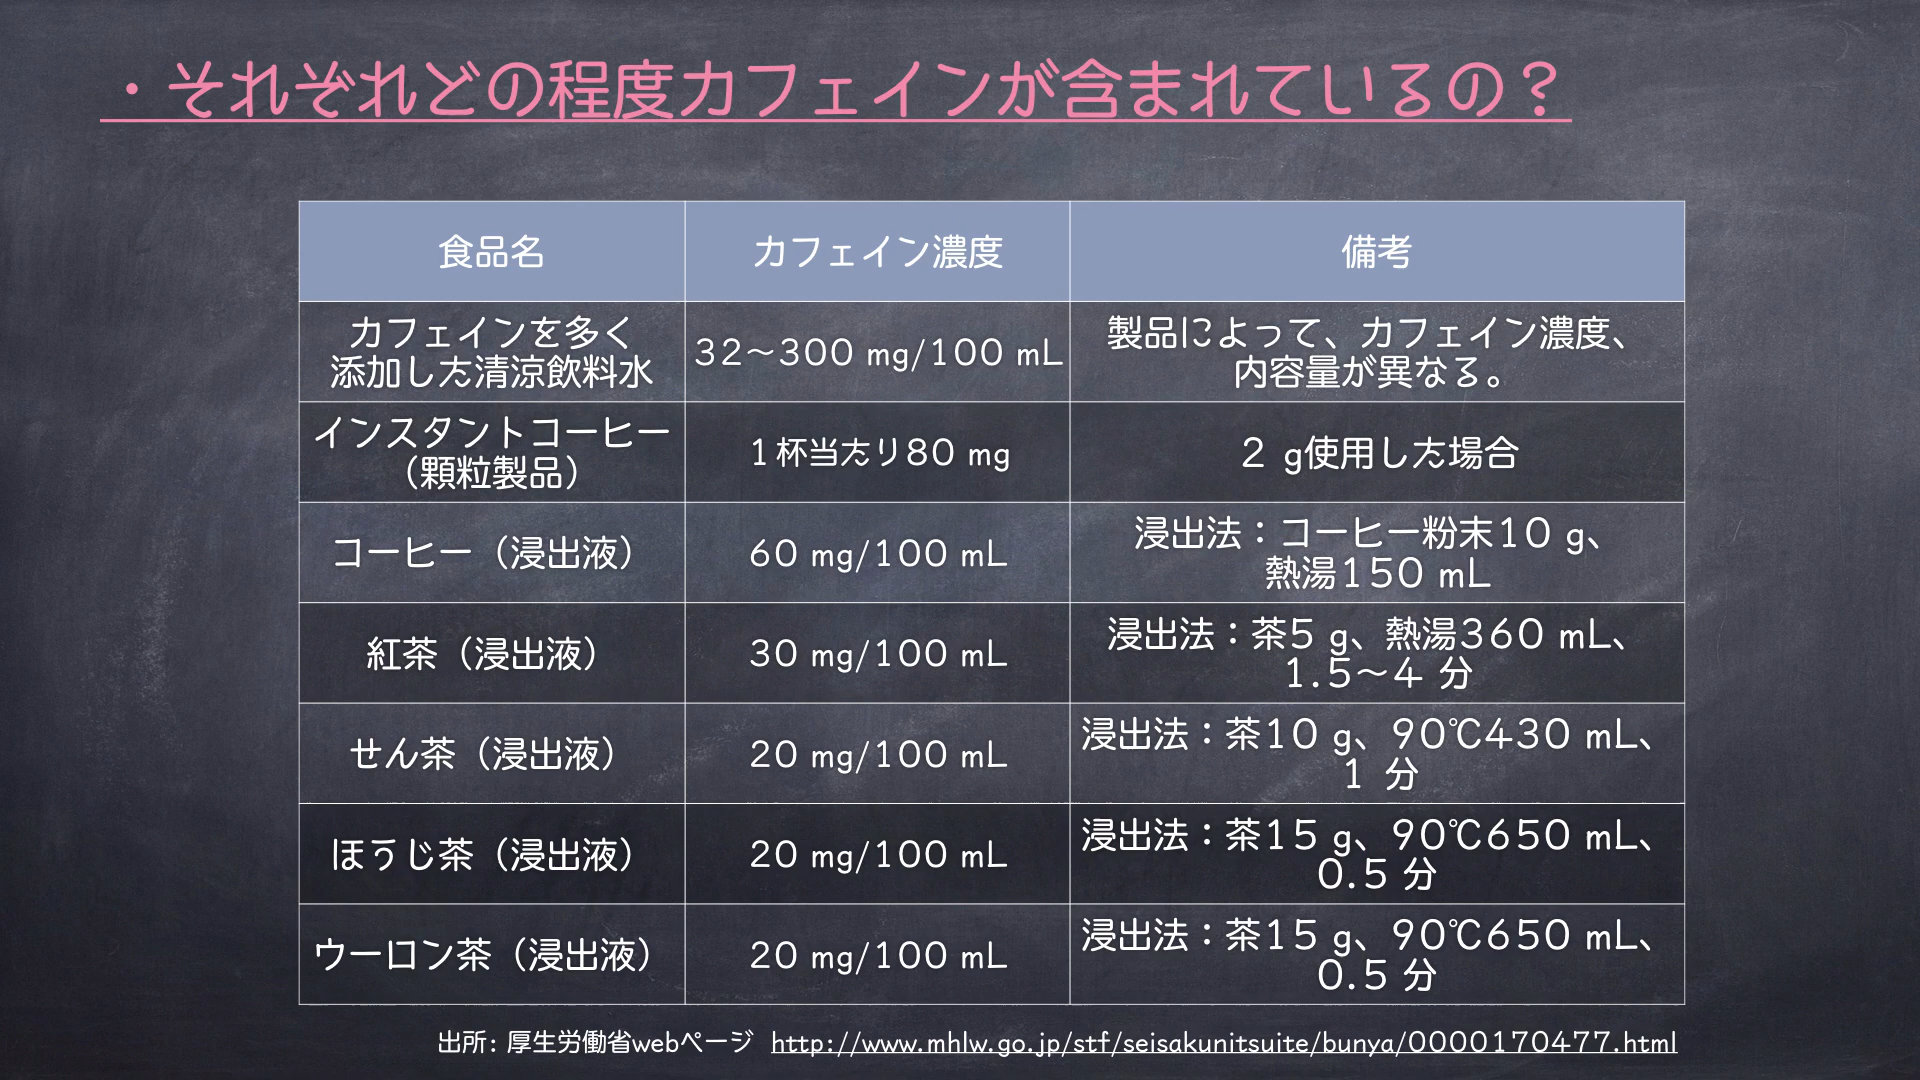 ・それぞれどの程度カフェインが含まれているの？
食品名
カフェイン濃度
備考
カフェインを多く
添加した清涼飲料水
32〜300 mg/100 mL
製品によって、カフェイン濃度、
内容量が異なる。
インスタントコーヒー
（顆粒製品）
1杯当たり80 mg
2 g使用した場合
コーヒー（浸出液）
60 mg/100 mL
浸出法：コーヒー粉末10 g、
熱湯150 mL
紅茶（浸出液）
30 mg/100 mL
浸出法：茶5 g、熱湯360 mL、
1.5〜4 分
せん茶（浸出液）
20 mg/100 mL
浸出法：茶10 g、90℃430 mL、
1 分
ほうじ茶（浸出液）
20 mg/100 mL
浸出法：茶15 g、90℃650 mL、
0.5 分
ウーロン茶（浸出液）
20 mg/100 mL
浸出法：茶15 g、90℃650 mL、
0.5 分
出所: 厚生労働省webページ http://www.mhlw.go.jp/stf/seisakunitsuite/bunya/0000170477.html